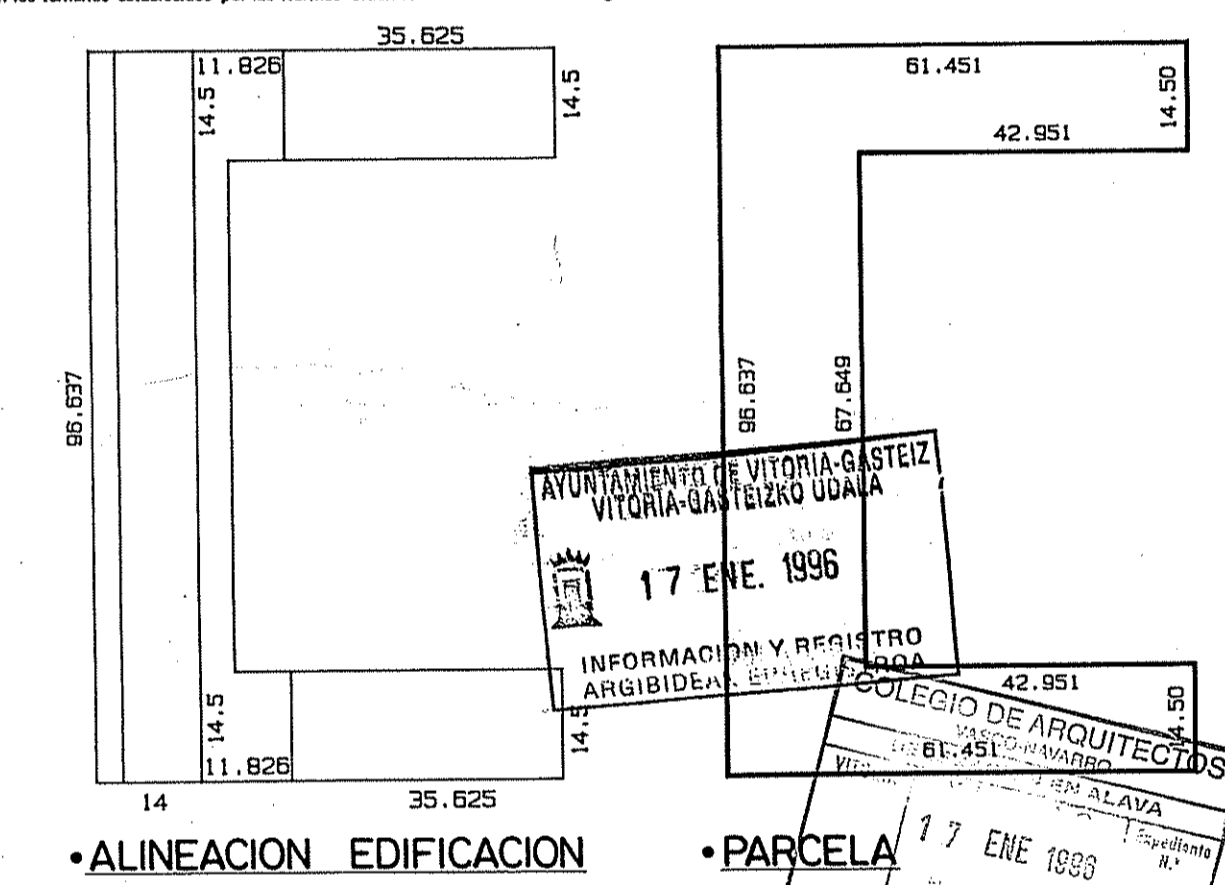 35.625
11.826
14.5
14.5
96.637
14.5
11.826
14.5
14
35.625
•ALINEACION EDIFICACION
61.451
14.50
42.951
96.637
67.649
42.951
14.50
61.451
•PARCELA
AYUNTAMIENTO DE VITORIA-GASTEIZ
VITORIA-GASTEIZKO UDALA
17 ENE. 1996
INFORMACION Y REGISTRO
ARGIBIDEAK
COLEGIO DE ARQUITECTOS
VASCO-NAVARRO
EN ALAVA
17 ENE 1996
Expediente
N.º